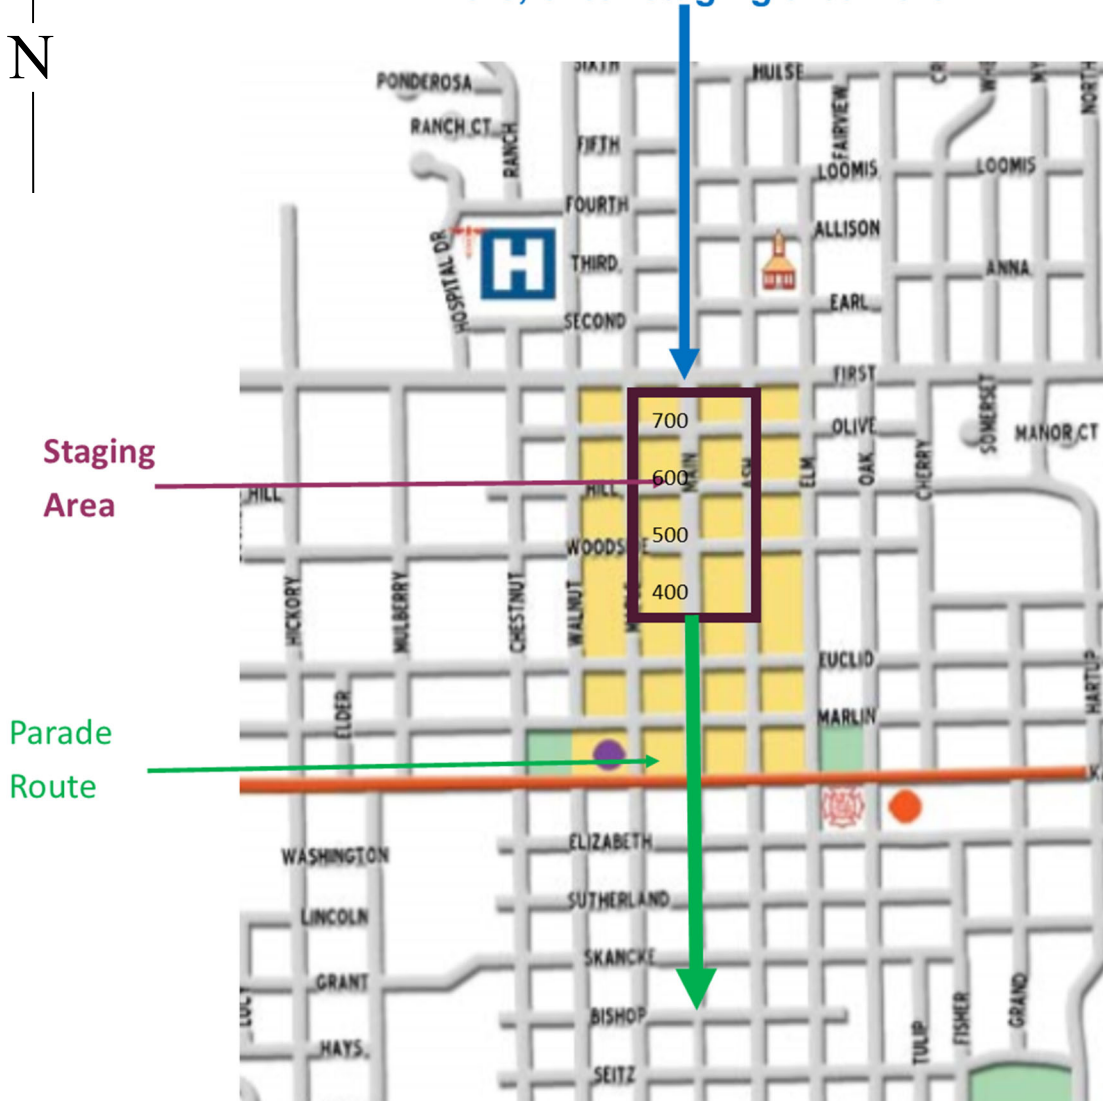 N
HULSE
PONDEROSA
FAIRVIEW
NORTH
RANCH CT
RANCH
FIFTH
LOOMIS
LOOMIS
FOURTH
ALLISON
HOSPITAL DR
H
THIRD
ANNA
EARL
SECOND
FIRST
700
OLIVE
SOMERSET
MANOR CT
Staging
Area
HILL
HILL
600
MAIN
ASH
ELM
OAK
CHERRY
500
WOODSIDE
400
HICKORY
MULBERRY
CHESTNUT
WALNUT
EUCLID
HARTUP
ELDER
MARLIN
Parade
Route
ELIZABETH
WASHINGTON
SUTHERLAND
LINCOLN
SKANCKE
GRANT
BISHOP
TULIP
FISHER
GRAND
HAYS
SEITZ